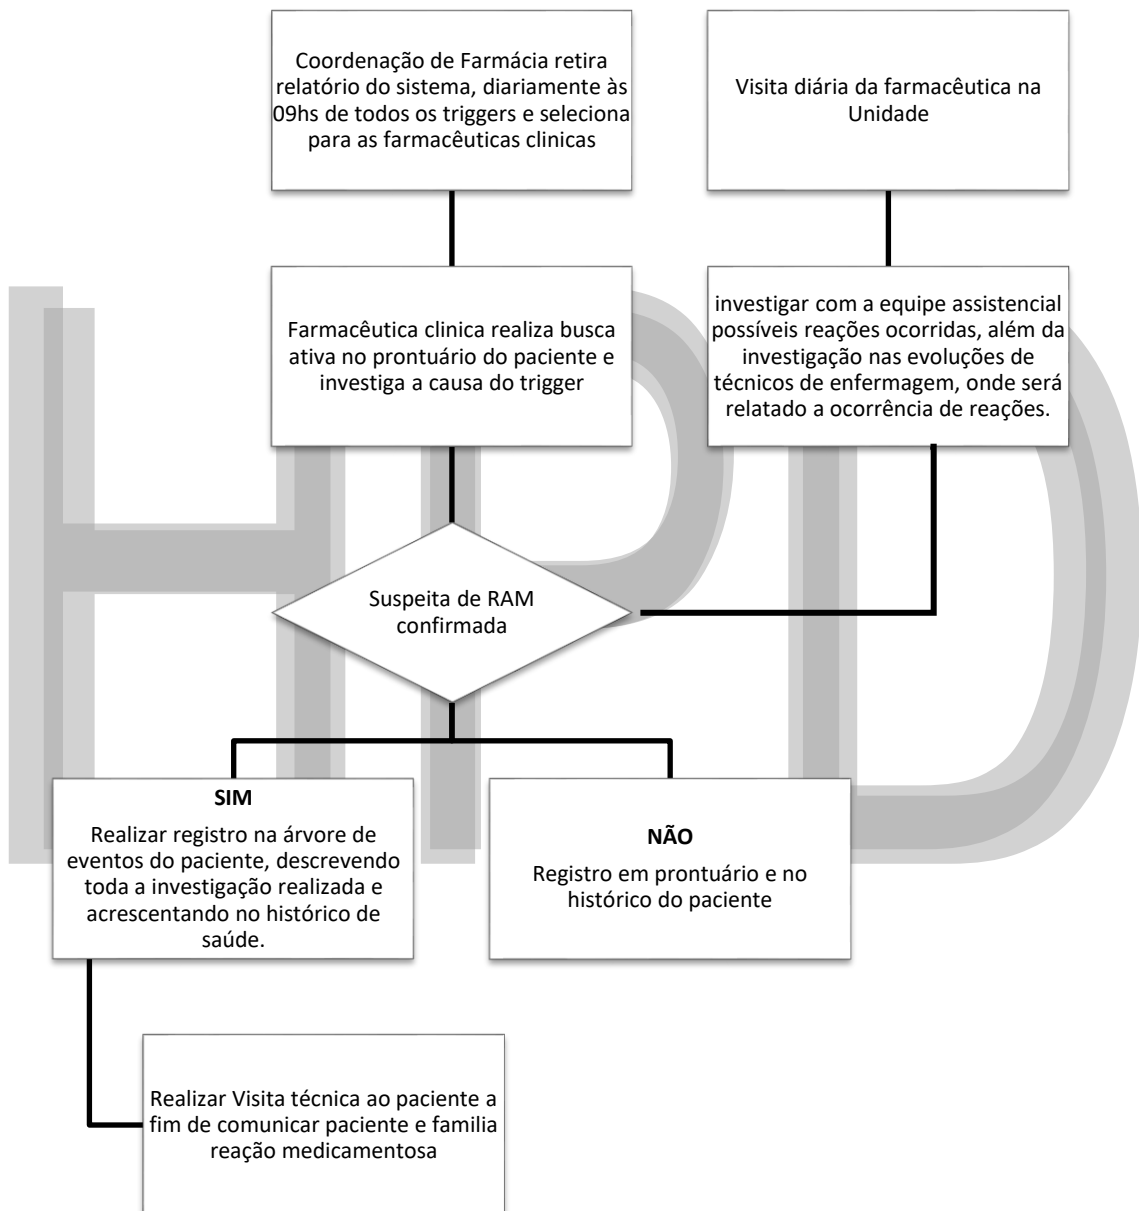 Coordenação de Farmácia retira
relatório do sistema, diariamente às
09hs de todos os triggers e seleciona
para as farmacêuticas clinicas
Visita diária da farmacêutica na
Unidade
Farmacêutica clinica realiza busca
ativa no prontuário do paciente e
investiga a causa do trigger
investigar com a equipe assistencial
possíveis reações ocorridas, além da
investigação nas evoluções de
técnicos de enfermagem, onde será
relatado a ocorrência de reações.
HPD
Suspeita de RAM
confirmada
SIM
Realizar registro na árvore de
eventos do paciente, descrevendo
toda a investigação realizada e
acrescentando no histórico de
saúde.
NÃO
Registro em prontuário e no
histórico do paciente
Realizar Visita técnica ao paciente a
fim de comunicar paciente e familia
reação medicamentosa